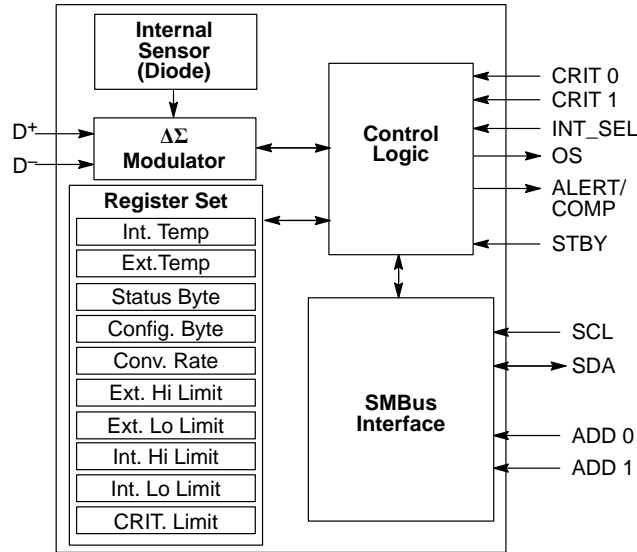 Internal
Sensor
(Diode)
D+
D–
ΔΣ
Modulator
Register Set
Int. Temp
Ext.Temp
Status Byte
Config. Byte
Conv. Rate
Ext. Hi Limit
Ext. Lo Limit
Int. Hi Limit
Int. Lo Limit
CRIT. Limit
Control
Logic
CRIT 0
CRIT 1
INT_SEL
OS
ALERT/
COMP
STBY
SMBus
Interface
SCL
SDA
ADD 0
ADD 1